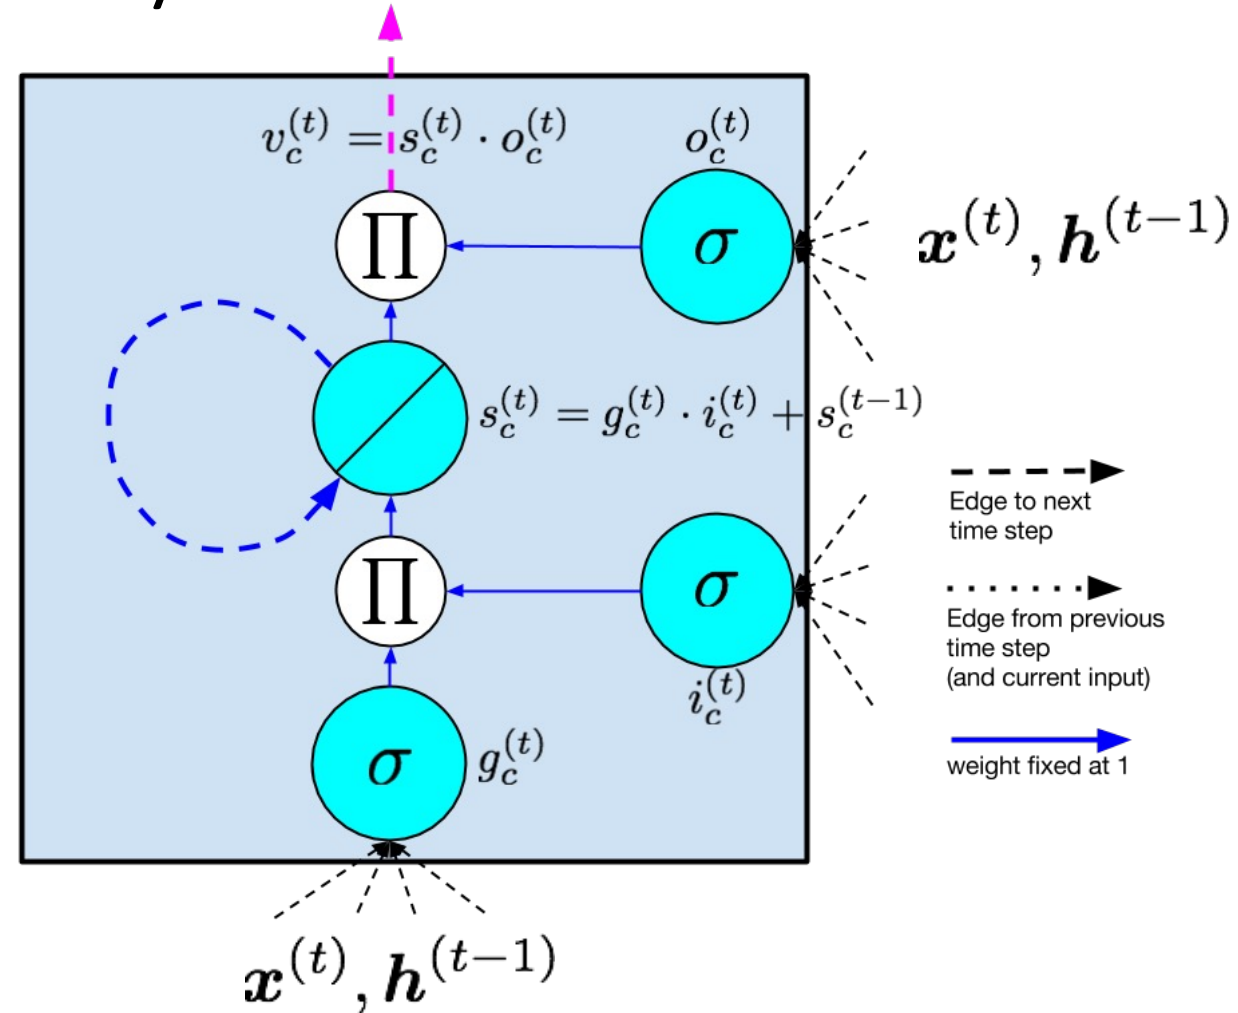 v_c^{(t)} = s_c^{(t)} · o_c^{(t)}
o_c^{(t)}
∏
σ
x^{(t)}, h^{(t−1)}
s_c^{(t)} = g_c^{(t)} · i_c^{(t)} + s_c^{(t−1)}
∏
σ
i_c^{(t)}
σ
g_c^{(t)}
x^{(t)}, h^{(t−1)}
Edge to next
time step
Edge from previous
time step
(and current input)
weight fixed at 1